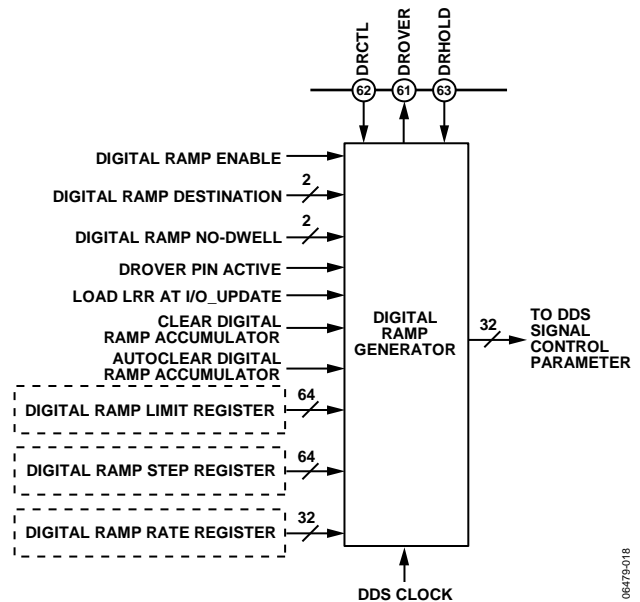 DRCTL
DROVER
DRHOLD
62
61
63
DIGITAL RAMP ENABLE
2
DIGITAL RAMP DESTINATION
2
DIGITAL RAMP NO-DWELL
DROVER PIN ACTIVE
LOAD LRR AT I/O_UPDATE
CLEAR DIGITAL
RAMP ACCUMULATOR
AUTOCLEAR DIGITAL
RAMP ACCUMULATOR
64
DIGITAL RAMP LIMIT REGISTER
64
DIGITAL RAMP STEP REGISTER
32
DIGITAL RAMP RATE REGISTER
DIGITAL
RAMP
GENERATOR
32
TO DDS
SIGNAL
CONTROL
PARAMETER
DDS CLOCK
06479-018